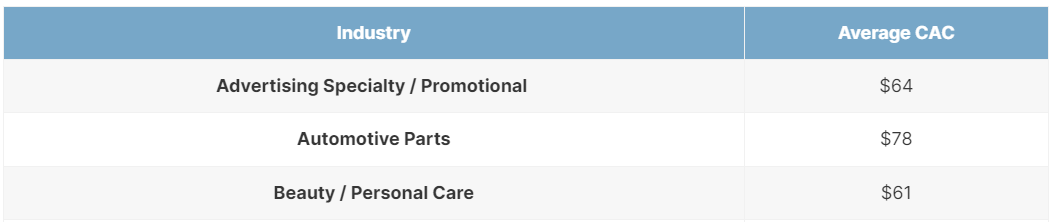 Industry Average CAC
Advertising Specialty / Promotional $64
Automotive Parts $78
Beauty / Personal Care $61